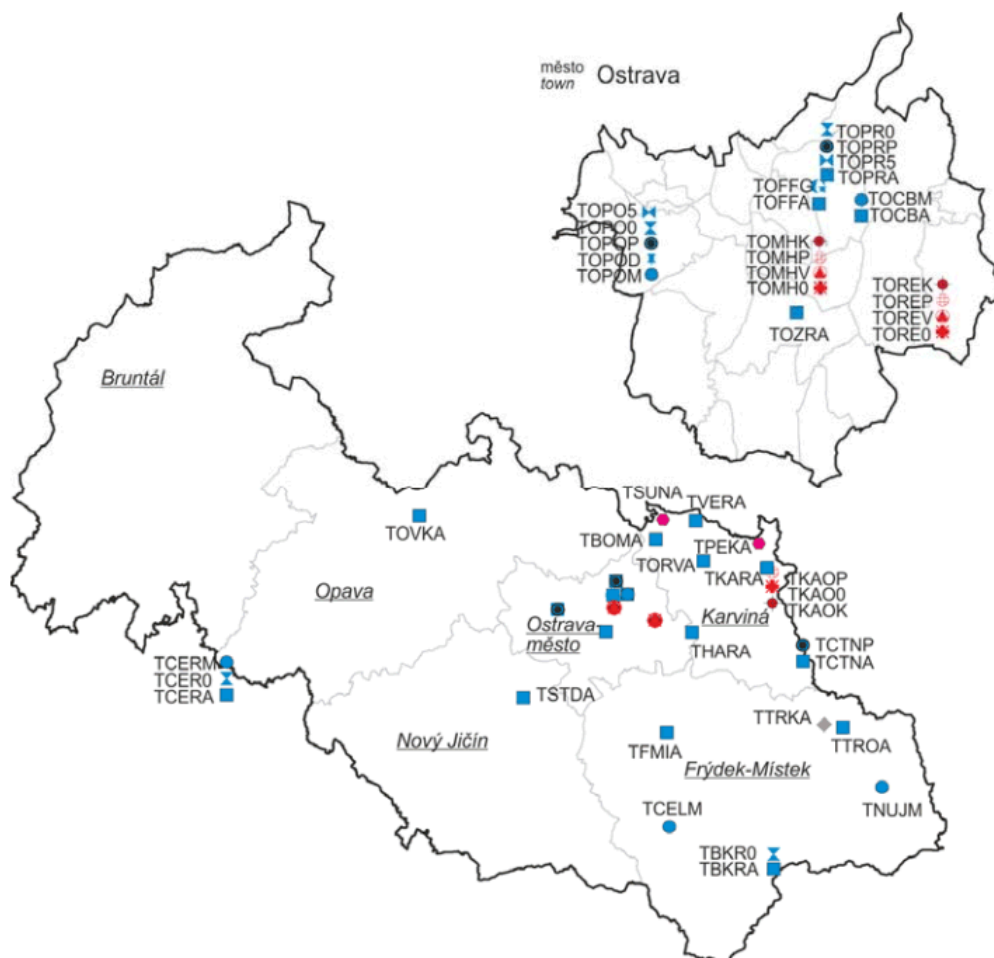 město
town
Ostrava
TOPR0
TOPRP
TOPR5
TOPRA
TOFFG
TOFFA
TOCBM
TOCBA
TOPO5
TOPO0
TOPOP
TOPOD
TOPOM
TOMHK
TOMHP
TOMHV
TOMH0
TOREK
TOREP
TOREV
TORE0
TOZRA
Bruntál
TSUNA
TVERA
TOVKA
TBOMA
TPEKA
TORVA
TKARA
TKAOP
TKAO0
TKAOK
Opava
Karviná
Ostrava-
město
THARA
TCTNP
TCTNA
TCERM
TCER0
TCERA
TSTDA
TTRKA
TTROA
Nový Jičín
TFMIA
Frýdek-Místek
TNUJM
TCELM
TBKR0
TBKRA